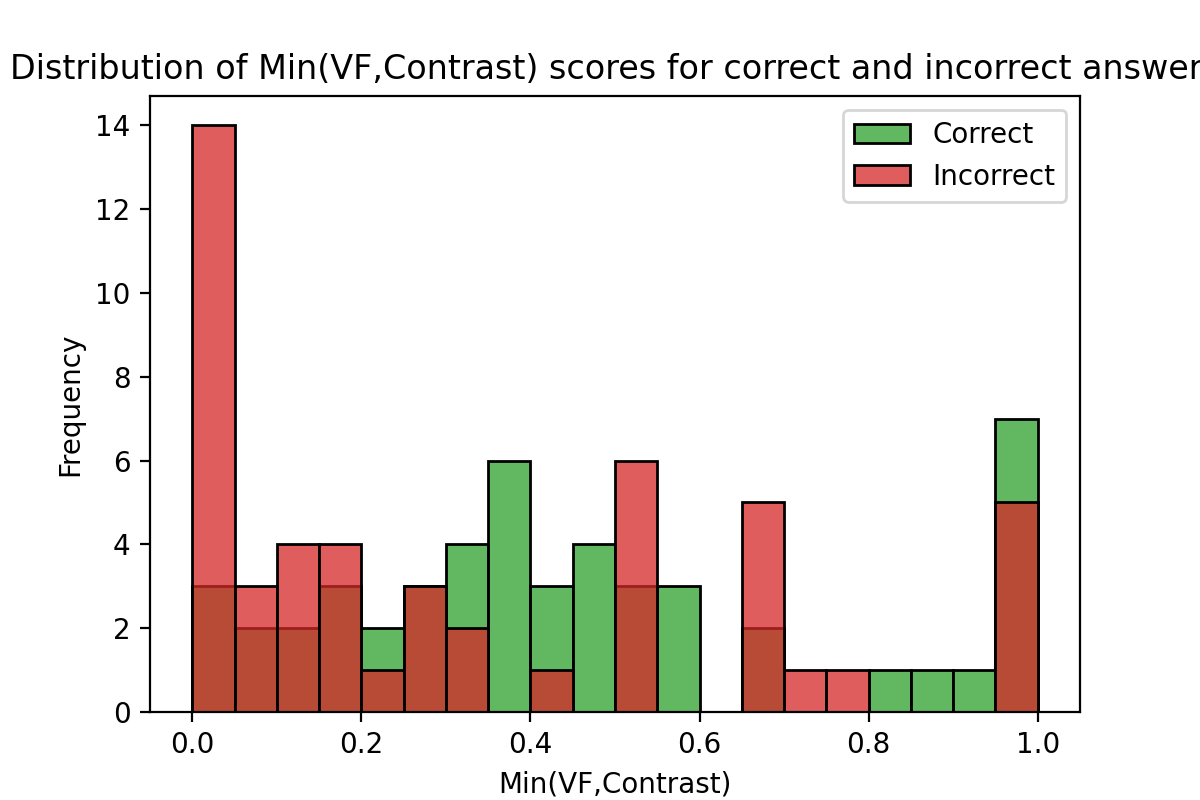 Distribution of Min(VF,Contrast) scores for correct and incorrect answer
Correct
Incorrect
14
12
10
8
6
4
2
0
Frequency
0.0 0.2 0.4 0.6 0.8 1.0
Min(VF,Contrast)